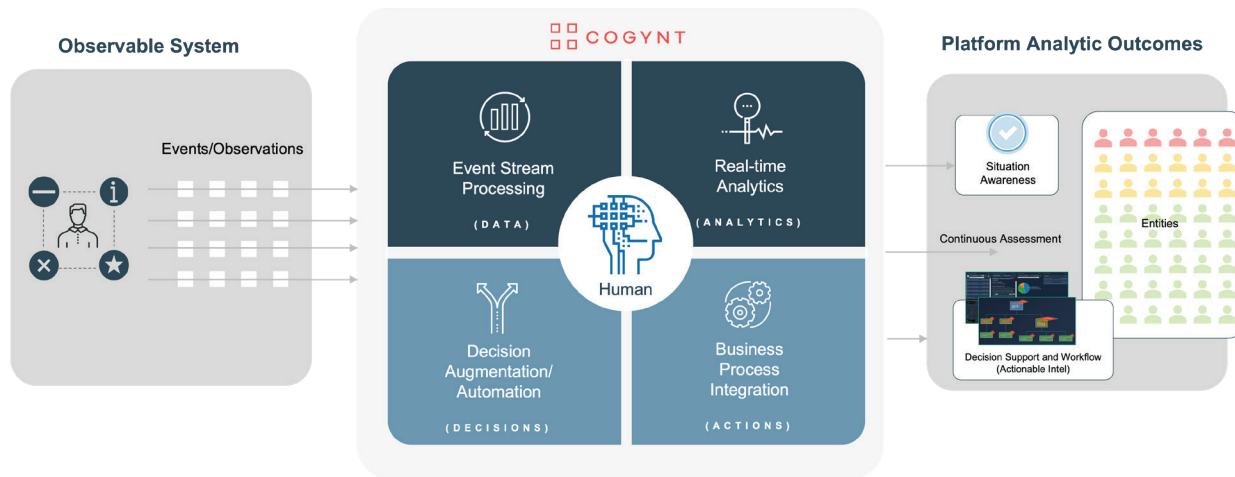 Observable System
Events/Observations
COGYNT
Event Stream
Processing
(DATA)
Real-time
Analytics
(ANALYTICS)
Human
Decision
Augmentation/
Automation
(DECISIONS)
Business
Process
Integration
(ACTIONS)
Platform Analytic Outcomes
Situation
Awareness
Continuous Assessment
Entities
Decision Support and Workflow
(Actionable Intel)